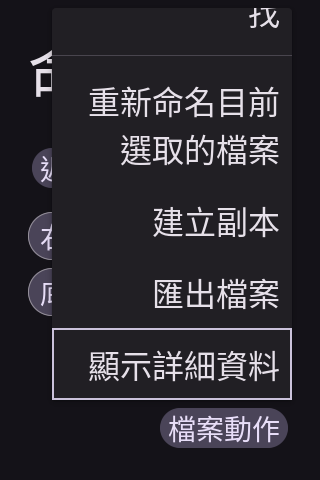 找
重新命名目前
選取的檔案
建立副本
匯出檔案
顯示詳細資料
檔案動作